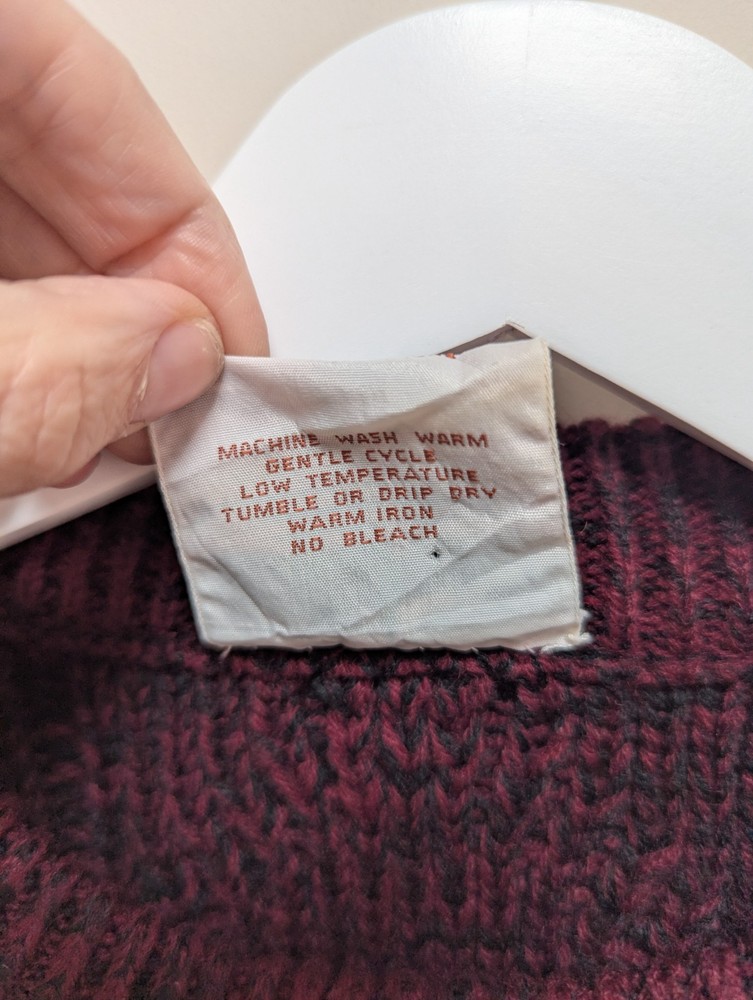 MACHINE WASH WARM
GENTLE CYCLE
LOW TEMPERATURE
TUMBLE OR DRIP DRY
WARM IRON
NO BLEACH